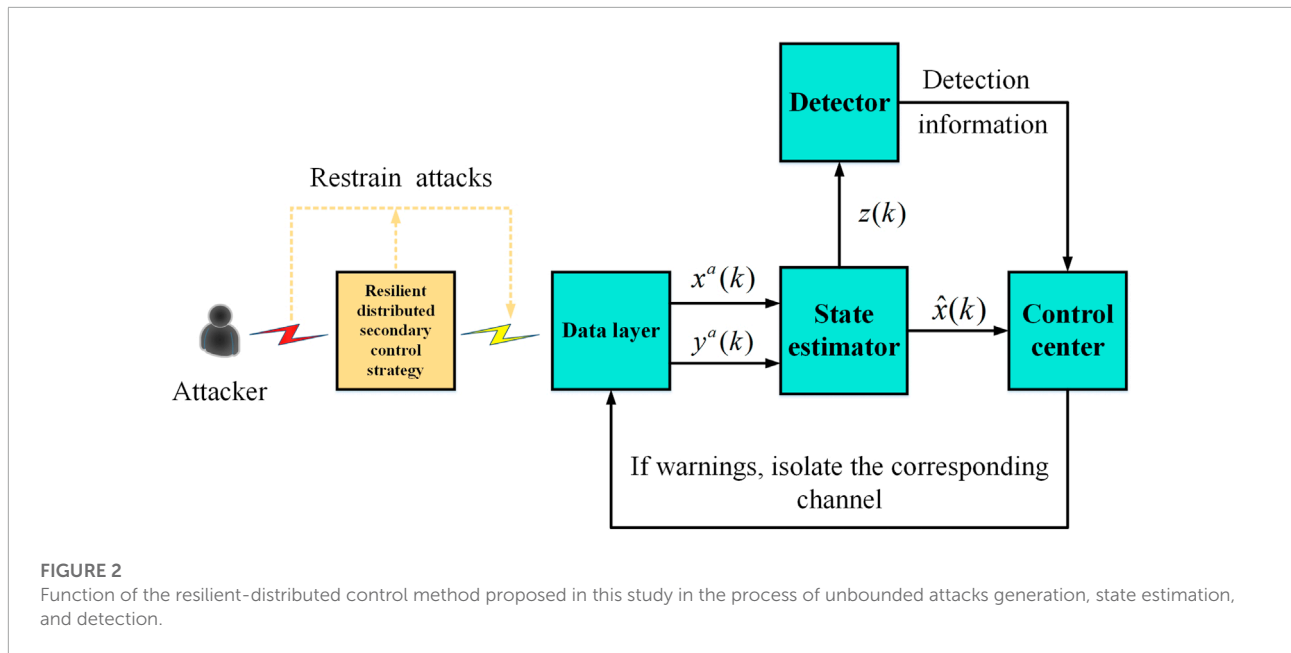 Detector
Detection
information
Restrain attacks
z(k)
Resilient
distributed
secondary
control
strategy
Attacker
Data layer
x^a(k)
y^a(k)
State
estimator
x̂(k)
Control
center
If warnings, isolate the corresponding
channel
FIGURE 2
Function of the resilient-distributed control method proposed in this study in the process of unbounded attacks generation, state estimation,
and detection.